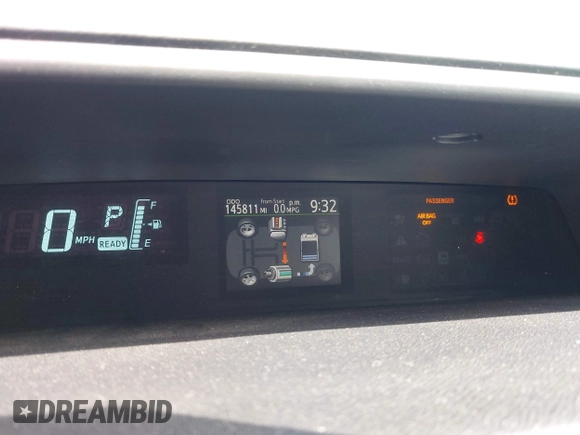 0 MPH
P
READY
F
E
ODO
145811 MI
from Start
0.0 MPG
p.m.
9:32
PASSENGER
AIR BAG
OFF
DREAMBID